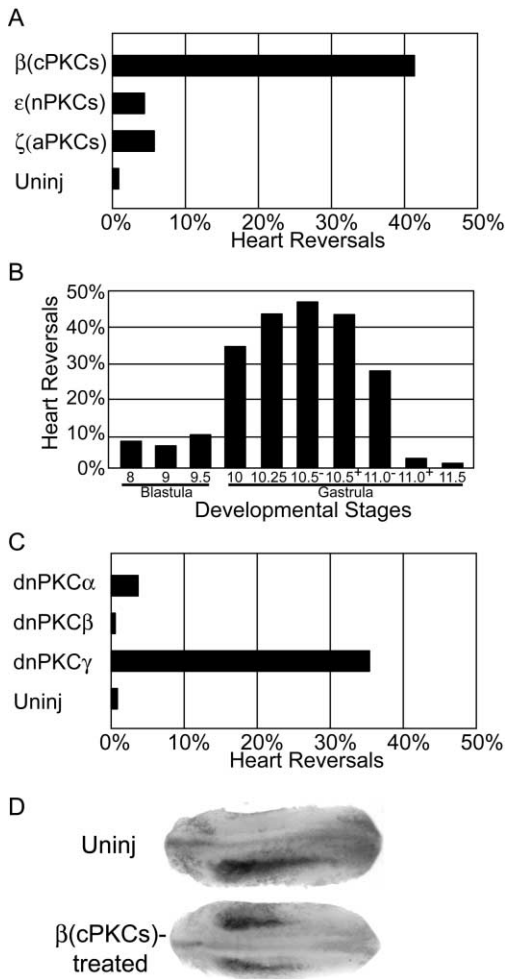 A
β(cPKCs)
ε(nPKCs)
ζ(aPKCs)
Uninj
0% 10% 20% 30% 40% 50%
Heart Reversals
B
Heart Reversals
50%
40%
30%
20%
10%
0%
8 9 9.5 10 10.25 10.5⁻ 10.5⁺ 11.0⁻ 11.0⁺ 11.5
Blastula Gastrula
Developmental Stages
C
dnPKCα
dnPKCβ
dnPKCγ
Uninj
0% 10% 20% 30% 40% 50%
Heart Reversals
D
Uninj
β(cPKCs)-
treated